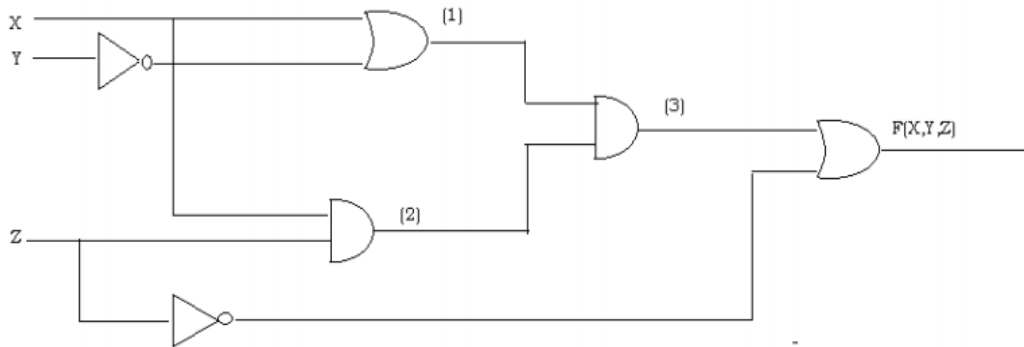 X
(1)
Y
(3)
F(X,Y,Z)
(2)
Z